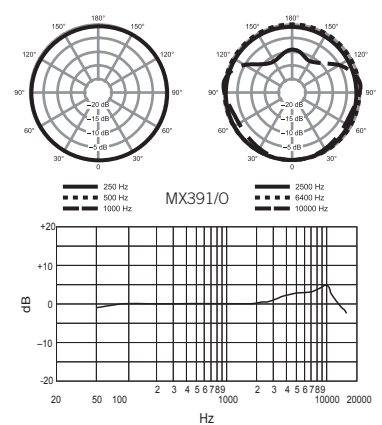 180° 180°
150° 150° 150° 150°
120° 120° 120° 120°
90° 90° 90° 90°
–20 dB –20 dB
–15 dB –15 dB
–10 dB –10 dB
–5 dB –5 dB
60° 60° 60° 60°
30° 30° 30° 30°
0 0
250 Hz 2500 Hz
500 Hz MX391/O 6400 Hz
1000 Hz 10000 Hz
+20
+10
dB
0
–10
-20
2 3 4 5 6 7 8 9 2 3 4 5 6 7 8 9
20 50 100 1000 10000 20000
Hz